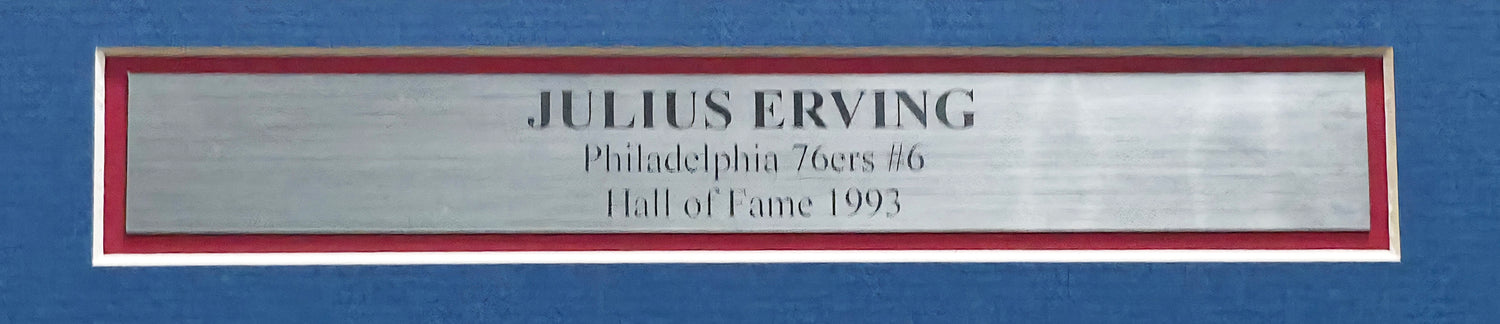 JULIUS ERVING
Philadelphia 76ers #6
Hall of Fame 1993